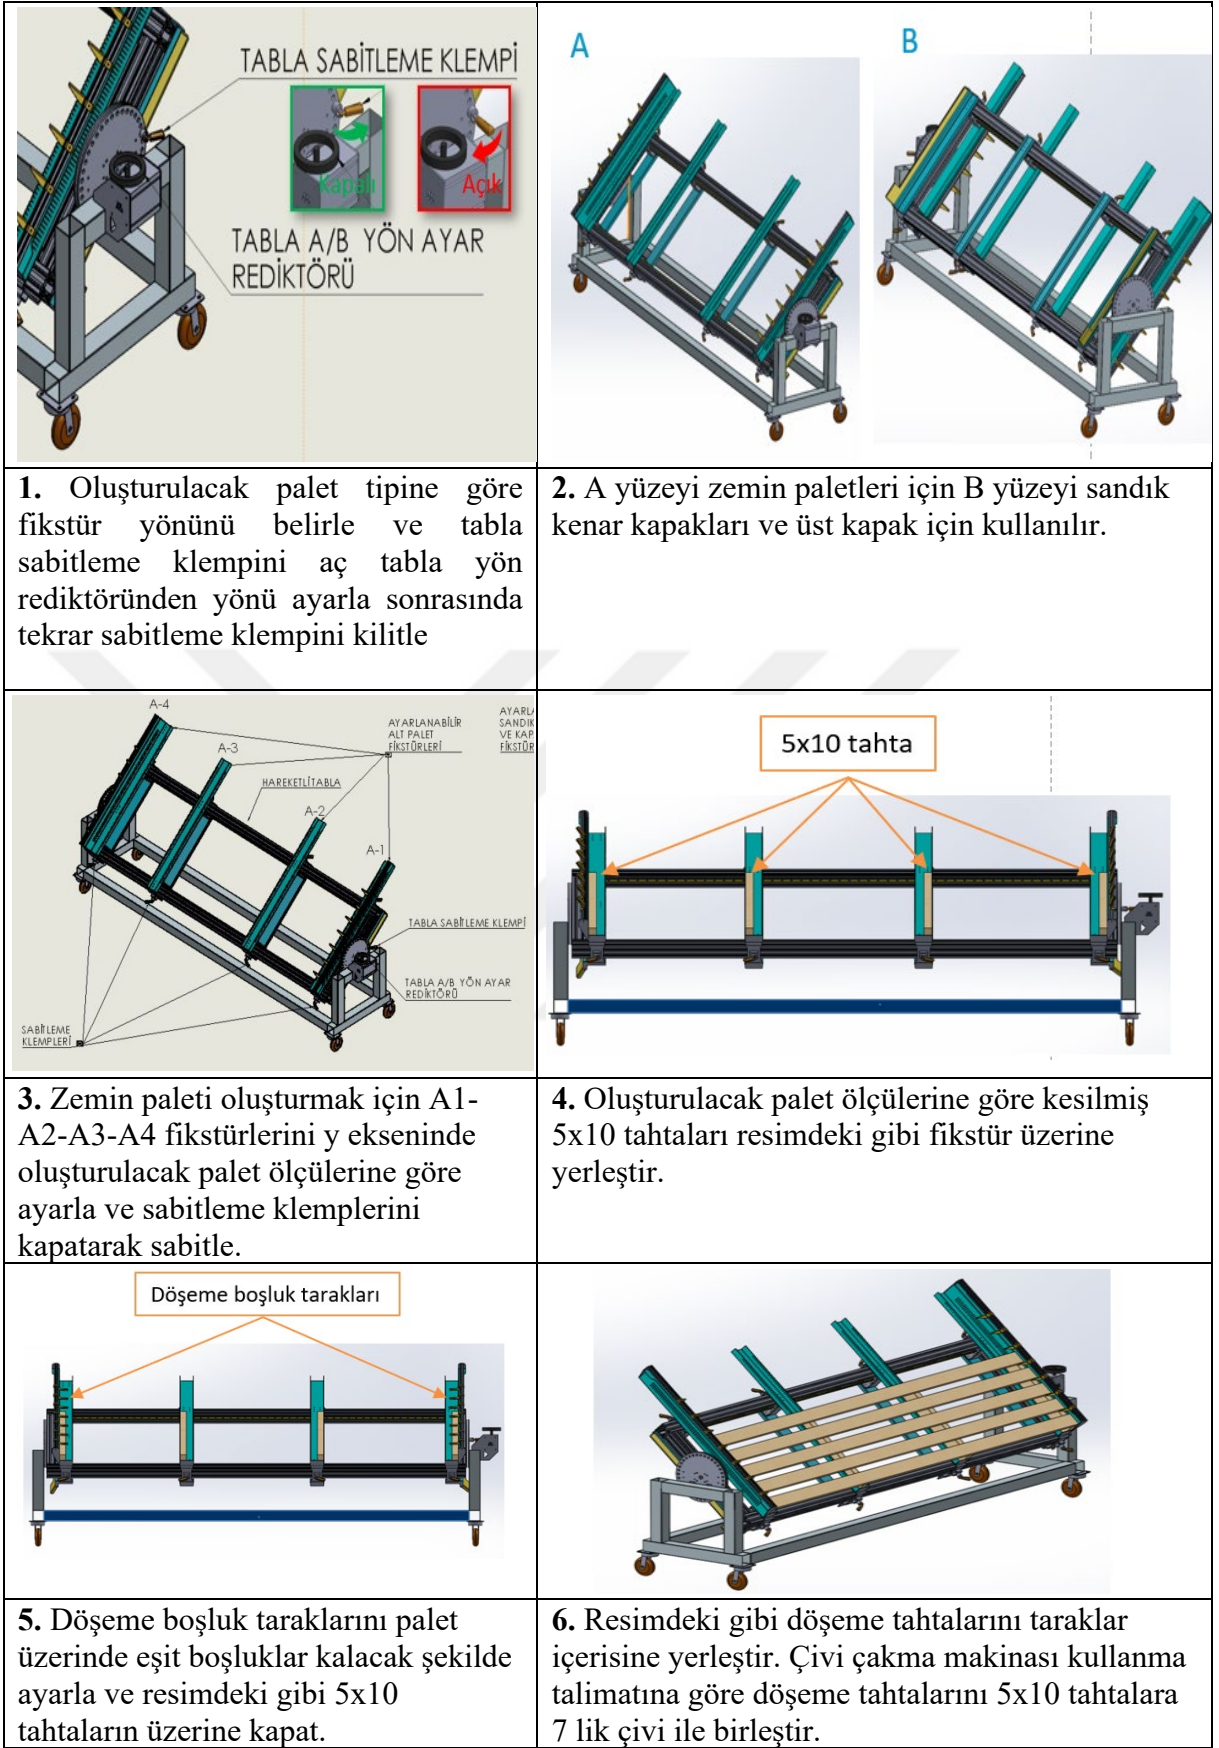 TABLA SABİTLEME KLEMPİ
Kapalı
Açık
TABLA A/B YÖN AYAR
REDİKTÖRÜ
A
B
1. Oluşturulacak palet tipine göre
fikstür yönünü belirle ve tabla
sabitleme klempini aç tabla yön
rediktöründen yönü ayarla sonrasında
tekrar sabitleme klempini kilitle
2. A yüzeyi zemin paletleri için B yüzeyi sandık
kenar kapakları ve üst kapak için kullanılır.
A-4
A-3
A-2
A-1
AYARLANABİLİR
ALT PALET
FİKSTÜRLERİ
AYARLA
SANDIK
VE KAP
FİKSTÜR
HAREKETLİ TABLA
TABLA SABİTLEME KLEMPİ
TABLA A/B YÖN AYAR
REDİKTÖRÜ
SABİTLEME
KLEMPLERİ
5x10 tahta
3. Zemin paleti oluşturmak için A1-
A2-A3-A4 fikstürlerini y ekseninde
oluşturulacak palet ölçülerine göre
ayarla ve sabitleme klemplerini
kapatarak sabitle.
4. Oluşturulacak palet ölçülerine göre kesilmiş
5x10 tahtaları resimdeki gibi fikstür üzerine
yerleştir.
Döşeme boşluk tarakları
5. Döşeme boşluk taraklarını palet
üzerinde eşit boşluklar kalacak şekilde
ayarla ve resimdeki gibi 5x10
tahtaların üzerine kapat.
6. Resimdeki gibi döşeme tahtalarını taraklar
içerisine yerleştir. Çivi çakma makinası kullanma
talimatına göre döşeme tahtalarını 5x10 tahtalara
7 lik çivi ile birleştir.